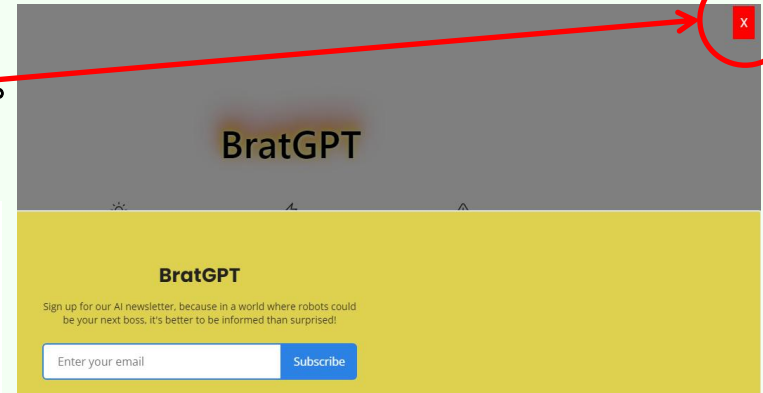 X
BratGPT
BratGPT
Sign up for our AI newsletter, because in a world where robots could
be your next boss, it's better to be informed than surprised!
Enter your email
Subscribe